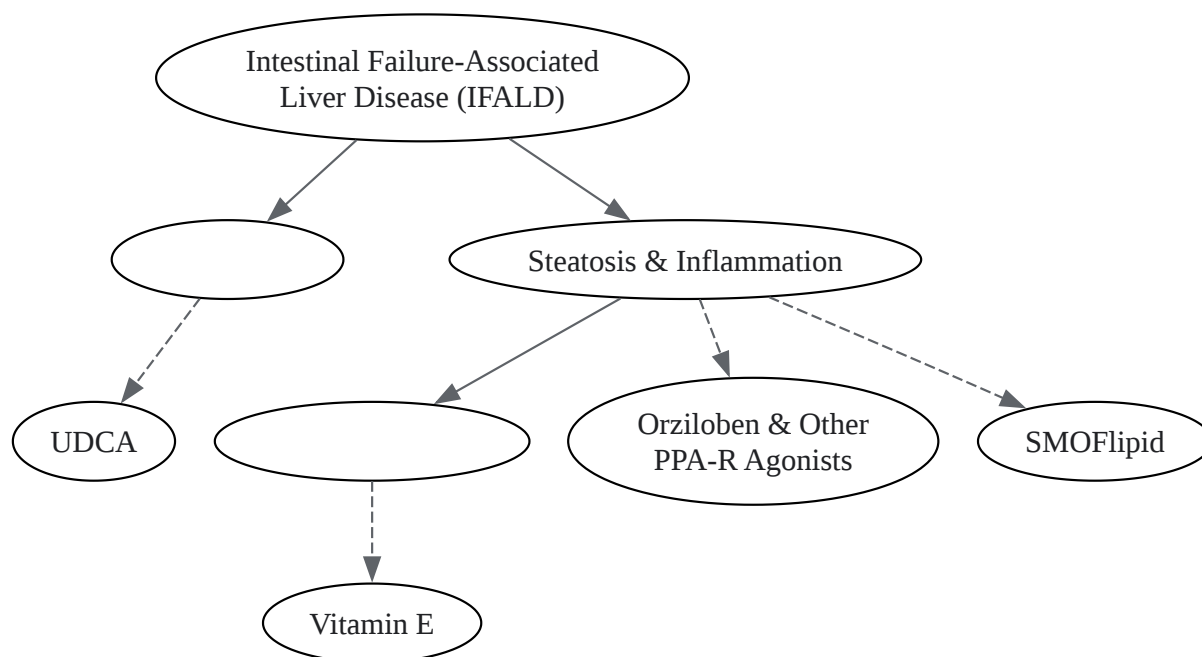 Intestinal Failure-Associated
Liver Disease (IFALD)
Steatosis & Inflammation
UDCA
Orziloben & Other
PPA-R Agonists
SMOFlipid
Vitamin E